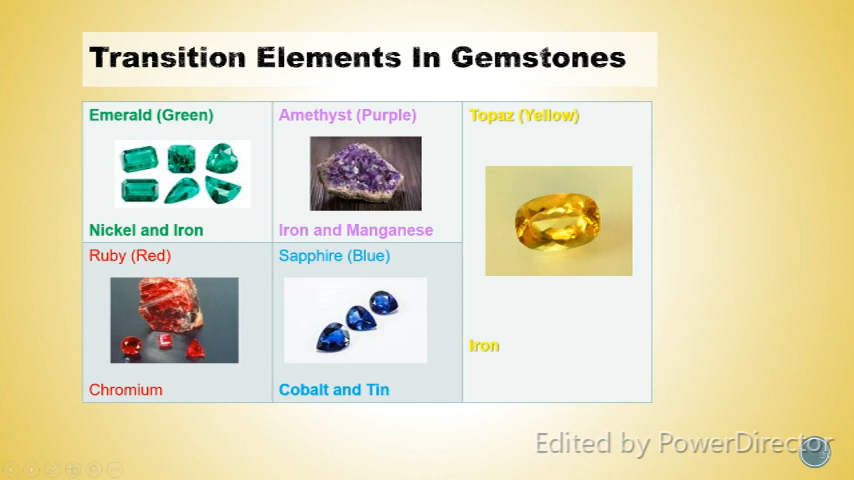 Transition Elements In Gemstones
Emerald (Green)
Nickel and Iron
Amethyst (Purple)
Iron and Manganese
Topaz (Yellow)
Iron
Ruby (Red)
Chromium
Sapphire (Blue)
Cobalt and Tin
Edited by PowerDirector